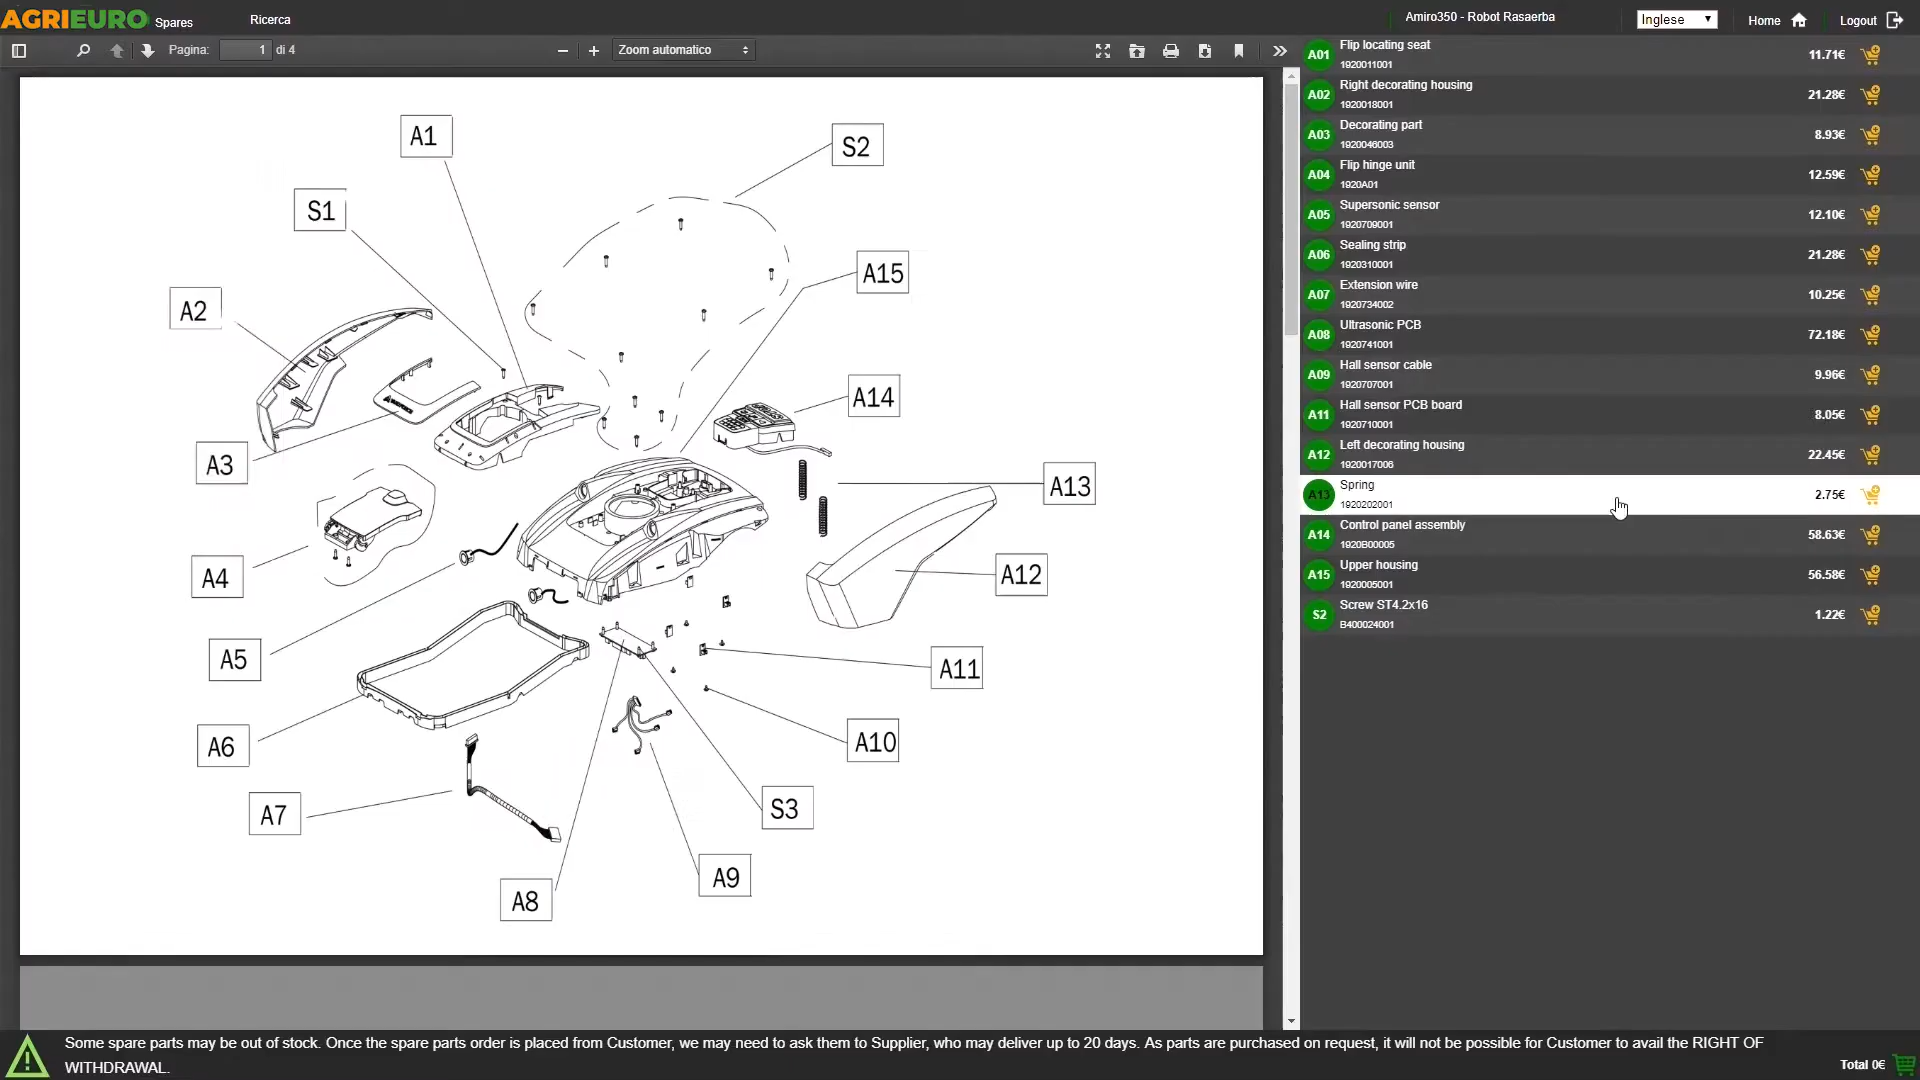 AGRIEURO Spares
Ricerca
Amiro350 - Robot Rasaerba
Inglese
Home
Logout
Pagina: 1 di 4
Zoom automatico
A1
S2
S1
A15
A2
A14
A3
A13
A4
A12
A5
A11
A6
A10
A7
S3
A9
A8
A01 Flip locating seat 11.71€
1920011001
A02 Right decorating housing 21.28€
1920018001
A03 Decorating part 8.93€
1920046003
A04 Flip hinge unit 12.59€
1920A01
A05 Supersonic sensor 12.10€
1920709001
A06 Sealing strip 21.28€
1920310001
A07 Extension wire 10.25€
1920734002
A08 Ultrasonic PCB 72.18€
1920741001
A09 Hall sensor cable 9.96€
1920707001
A11 Hall sensor PCB board 8.05€
1920710001
A12 Left decorating housing 22.45€
1920017006
A13 Spring 2.75€
1920202001
A14 Control panel assembly 58.63€
1920B00005
A15 Upper housing 56.58€
1920005001
S2 Screw ST4.2x16 1.22€
B400024001
Some spare parts may be out of stock. Once the spare parts order is placed from Customer, we may need to ask them to Supplier, who may deliver up to 20 days. As parts are purchased on request, it will not be possible for Customer to avail the RIGHT OF
WITHDRAWAL.
Total 0€